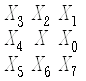 X₃ X₂ X₁
X₄ X X₀
X₅ X₆ X₇